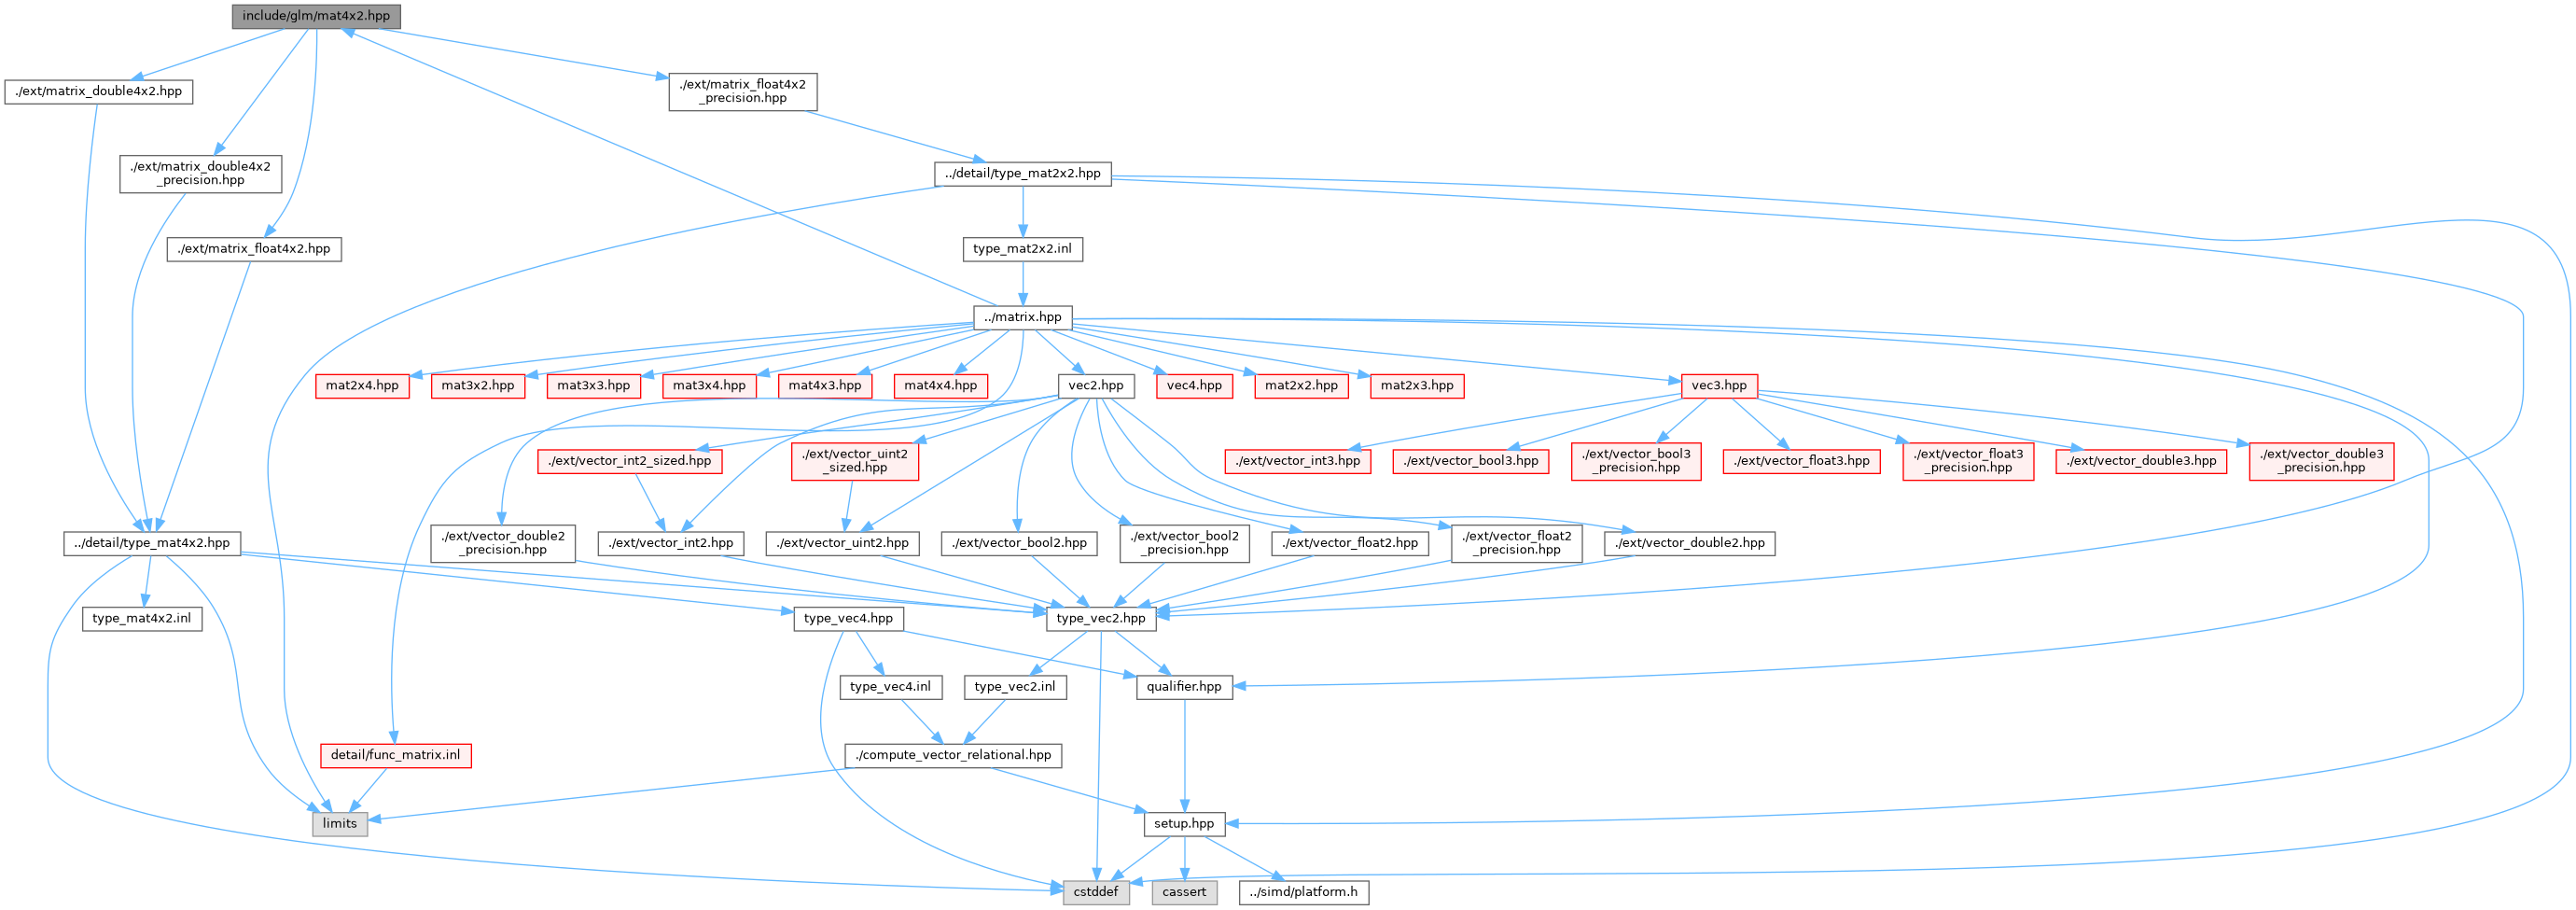 include/glm/mat4x2.hpp
./ext/matrix_double4x2.hpp
./ext/matrix_float4x2
_precision.hpp
./ext/matrix_double4x2
_precision.hpp
../detail/type_mat2x2.hpp
./ext/matrix_float4x2.hpp
type_mat2x2.inl
../matrix.hpp
mat2x4.hpp
mat3x2.hpp
mat3x3.hpp
mat3x4.hpp
mat4x3.hpp
mat4x4.hpp
vec2.hpp
vec4.hpp
mat2x2.hpp
mat2x3.hpp
vec3.hpp
./ext/vector_int2_sized.hpp
./ext/vector_uint2
_sized.hpp
./ext/vector_int3.hpp
./ext/vector_bool3.hpp
./ext/vector_bool3
_precision.hpp
./ext/vector_float3.hpp
./ext/vector_float3
_precision.hpp
./ext/vector_double3.hpp
./ext/vector_double3
_precision.hpp
../detail/type_mat4x2.hpp
./ext/vector_double2
_precision.hpp
./ext/vector_int2.hpp
./ext/vector_uint2.hpp
./ext/vector_bool2.hpp
./ext/vector_bool2
_precision.hpp
./ext/vector_float2.hpp
./ext/vector_float2
_precision.hpp
./ext/vector_double2.hpp
type_mat4x2.inl
type_vec4.hpp
type_vec2.hpp
type_vec4.inl
type_vec2.inl
qualifier.hpp
detail/func_matrix.inl
./compute_vector_relational.hpp
limits
setup.hpp
cstddef
cassert
../simd/platform.h